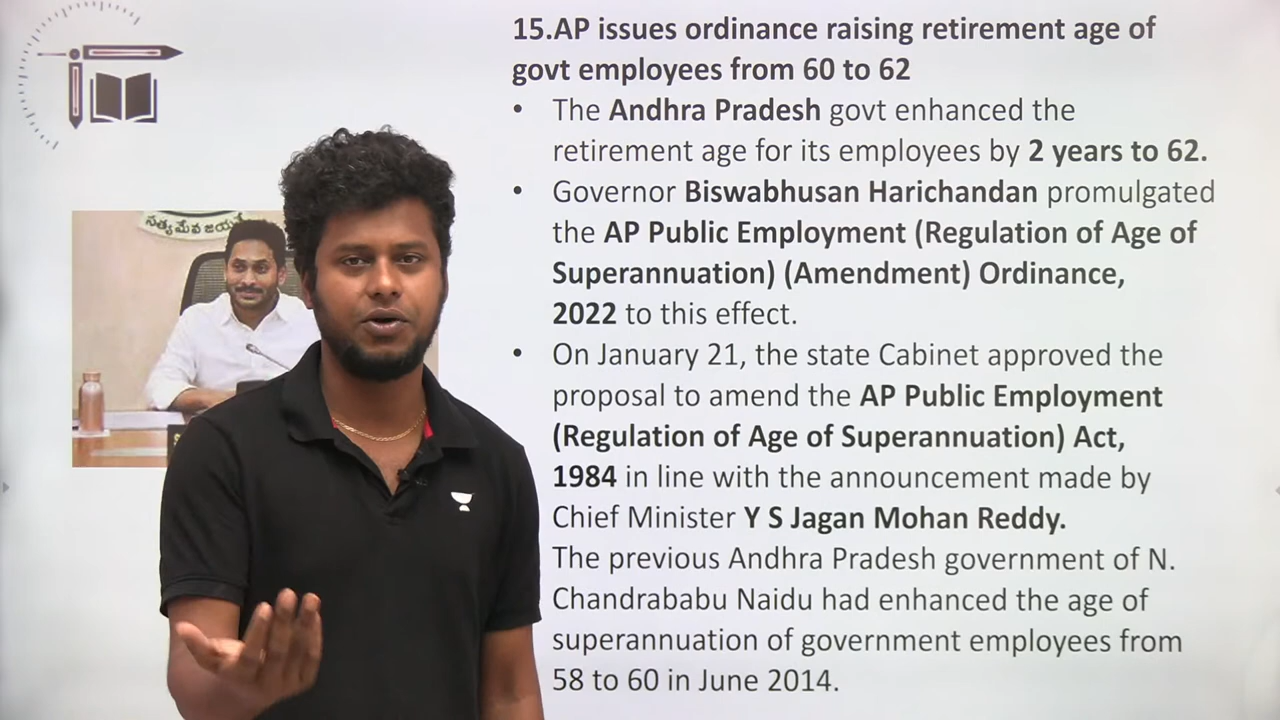 15.AP issues ordinance raising retirement age of
govt employees from 60 to 62
• The Andhra Pradesh govt enhanced the
retirement age for its employees by 2 years to 62.
• Governor Biswabhusan Harichandan promulgated
the AP Public Employment (Regulation of Age of
Superannuation) (Amendment) Ordinance,
2022 to this effect.
• On January 21, the state Cabinet approved the
proposal to amend the AP Public Employment
(Regulation of Age of Superannuation) Act,
1984 in line with the announcement made by
Chief Minister Y S Jagan Mohan Reddy.
The previous Andhra Pradesh government of N.
Chandrababu Naidu had enhanced the age of
superannuation of government employees from
58 to 60 in June 2014.
సత్యమేవ